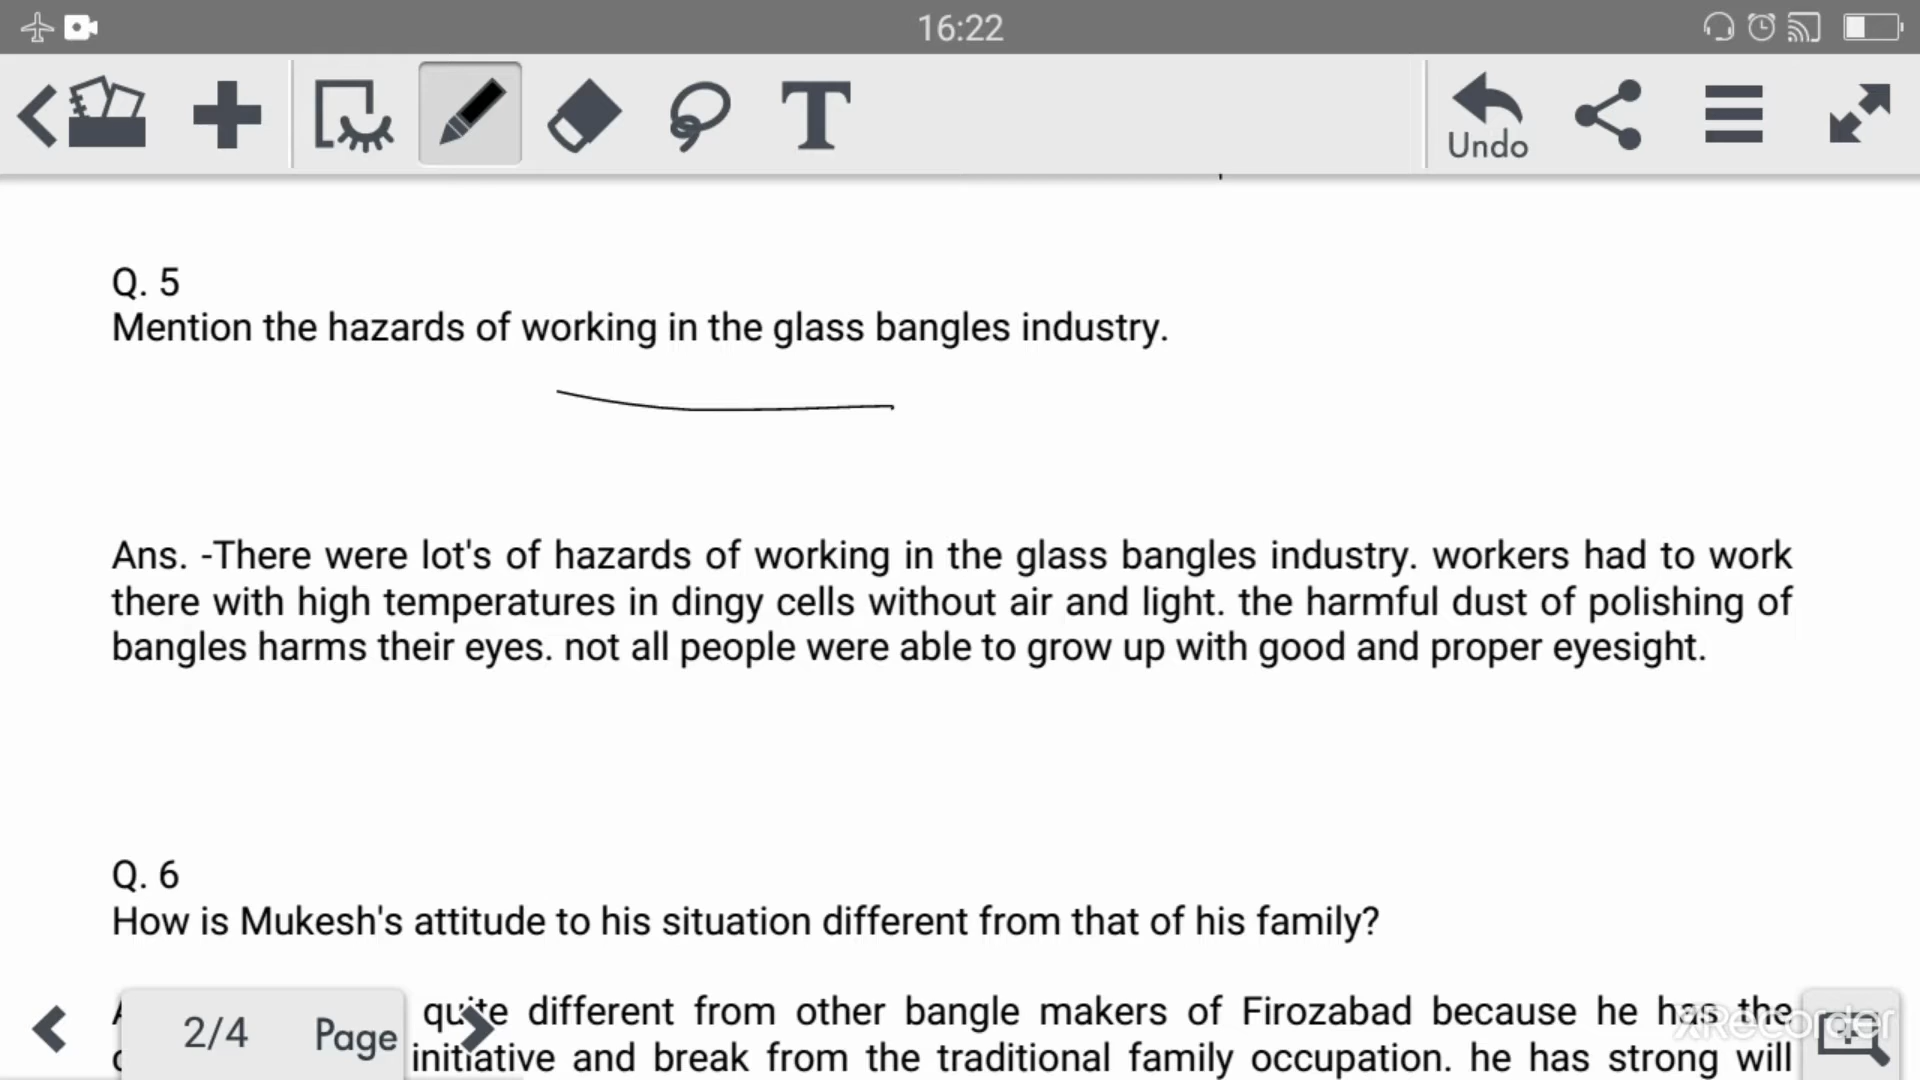 16:22
T
Undo
Q. 5
Mention the hazards of working in the glass bangles industry.
Ans. -There were lot's of hazards of working in the glass bangles industry. workers had to work
there with high temperatures in dingy cells without air and light. the harmful dust of polishing of
bangles harms their eyes. not all people were able to grow up with good and proper eyesight.
Q. 6
How is Mukesh's attitude to his situation different from that of his family?
quite different from other bangle makers of Firozabad because he has the
initiative and break from the traditional family occupation. he has strong will
2/4 Page
XRecorder